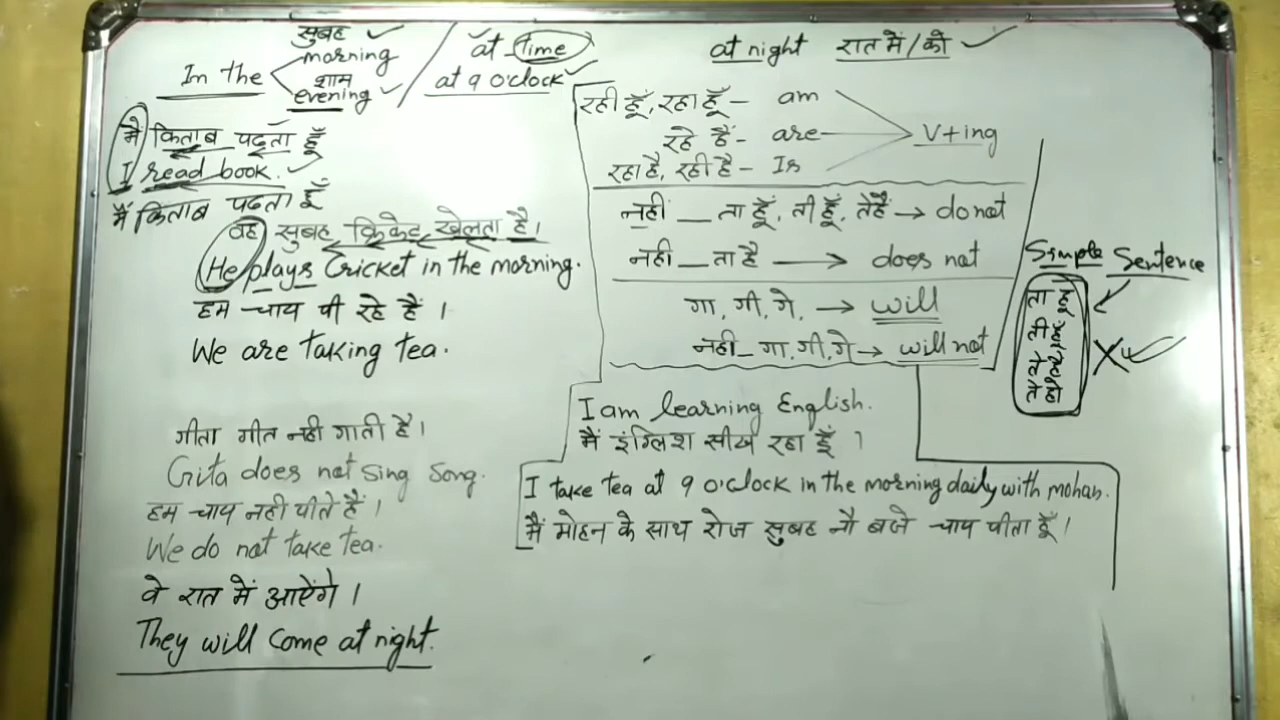 सुबह
morning
In the
शाम
evening
at time
at 9 o'clock
at night रात में/को
मै किताब पढ़ता हूँ
I read book.
मैं किताब पढता हूँ
वह सुबह क्रिकेट खेलता है।
He plays Cricket in the morning.
हम चाय पी रहे हैं ।
We are taking tea.
गीता गीत नही गाती है।
Gita does not sing song.
हम चाय नही पीते हैं ।
We do not take tea.
वे रात में आऐंगे ।
They will come at night.
रही हूँ, रहा हूँ - am
रहे हैं - are V+ing
रहा है, रही है - Is
नही _ ता हूँ, ती हूँ, ते हैं → do not
नही _ ता है → does not
गा, गी, गे, → will
नही _ गा, गी, गे → will not
Simple Sentence
ता ती ते
I am learning English.
मैं इंग्लिश सीख रहा हूँ ।
I take tea at 9 o'clock in the morning daily with mohan.
मैं मोहन के साथ रोज सुबह नौ बजे चाय पीता हूँ ।